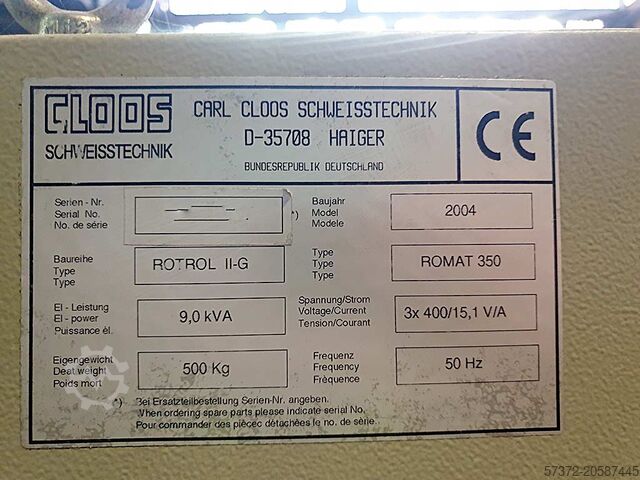 CLOOS
SCHWEISSTECHNIK
CARL CLOOS SCHWEISSTECHNIK
D-35708 HAIGER
BUNDESREPUBLIK DEUTSCHLAND
CE
Serien - Nr.
Serial No.
No. de série
*)
Baujahr
Model
Modele
2004
Baureihe
Type
Type
ROTROL II-G
Type
Type
Type
ROMAT 350
El - Leistung
El - power
Puissance él.
9,0 kVA
Spannung/Strom
Voltage/Current
Tension/Courant
3x 400/15,1 V/A
Eigengewicht
Deat weight
Poids mort
500 Kg
Frequenz
Frequency
Frèquence
50 Hz
*) Bei Ersatzteilbestellung Serien-Nr. angeben.
When ordering spare parts please indicate serial No.
Pour commander des piècec détachées le no. de série.
57372-20587445